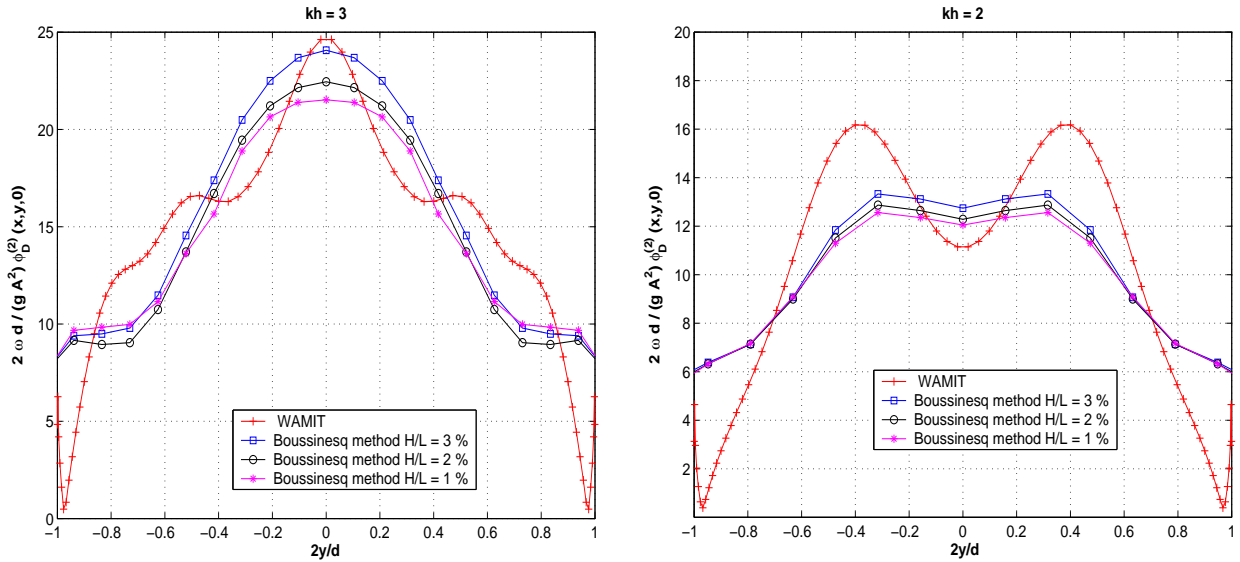 kh = 3
25
20
15
10
5
0
−1 −0.8 −0.6 −0.4 −0.2 0 0.2 0.4 0.6 0.8 1
2y/d
2 ω d / (g A²) ϕ_D^(2) (x,y,0)
WAMIT
Boussinesq method H/L = 3 %
Boussinesq method H/L = 2 %
Boussinesq method H/L = 1 %
kh = 2
20
18
16
14
12
10
8
6
4
2
−1 −0.8 −0.6 −0.4 −0.2 0 0.2 0.4 0.6 0.8 1
2y/d
2 ω d / (g A²) ϕ_D^(2) (x,y,0)
WAMIT
Boussinesq method H/L = 3 %
Boussinesq method H/L = 2 %
Boussinesq method H/L = 1 %